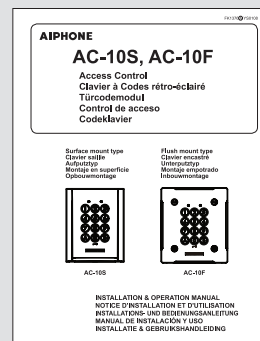 AIPHONE
AC-10S, AC-10F
Access Control
Clavier à Codes rétro-éclairé
Türcodemodul
Control de acceso
Codeklavier
Surface mount type
Clavier saillie
Aufputztyp
Montaje en superficie
Opbouwmontage
Flush mount type
Clavier encastré
Unterputztyp
Montaje empotrado
Inbouwmontage
AC-10S
AC-10F
INSTALLATION & OPERATION MANUAL
NOTICE D'INSTALLATION ET D'UTILISATION
INSTALLATIONS- UND BEDIENUNGSANLEITUNG
MANUAL DE INSTALACIÓN Y USO
INSTALLATIE & GEBRUIKSHANDLEIDING